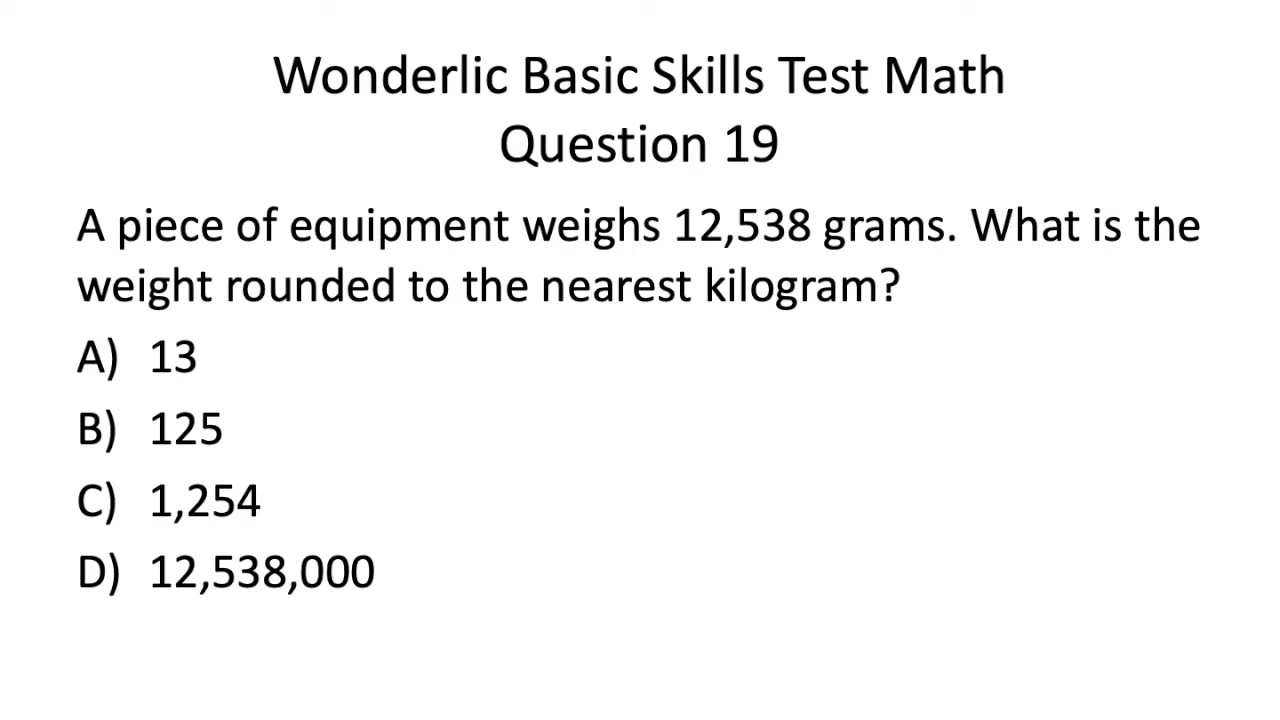 Wonderlic Basic Skills Test Math
Question 19
A piece of equipment weighs 12,538 grams. What is the
weight rounded to the nearest kilogram?
A) 13
B) 125
C) 1,254
D) 12,538,000